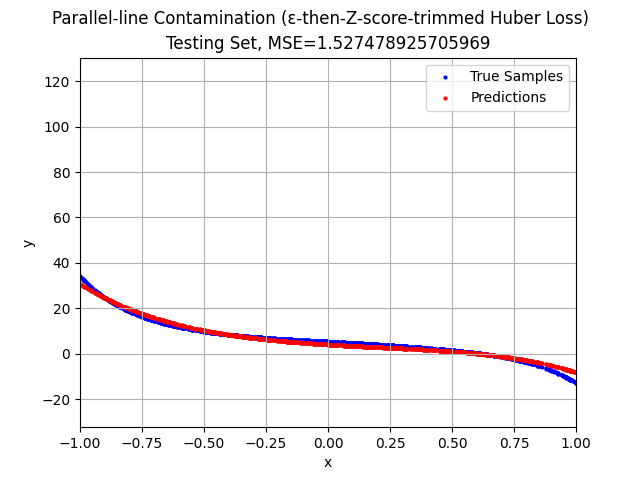 Parallel-line Contamination (ε-then-Z-score-trimmed Huber Loss)
Testing Set, MSE=1.527478925705969
True Samples
Predictions
120
100
80
60
40
20
0
−20
y
−1.00 −0.75 −0.50 −0.25 0.00 0.25 0.50 0.75 1.00
x